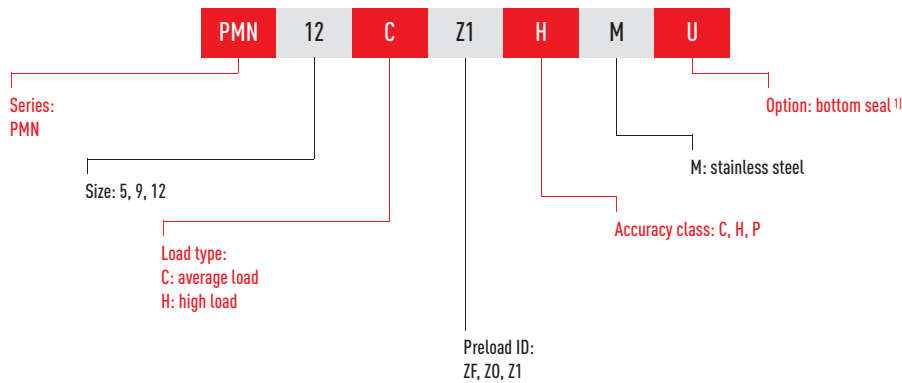 PMN 12 C Z1 H M U
Series:
PMN
Option: bottom seal 1)
M: stainless steel
Size: 5, 9, 12
Accuracy class: C, H, P
Load type:
C: average load
H: high load
Preload ID:
ZF, Z0, Z1